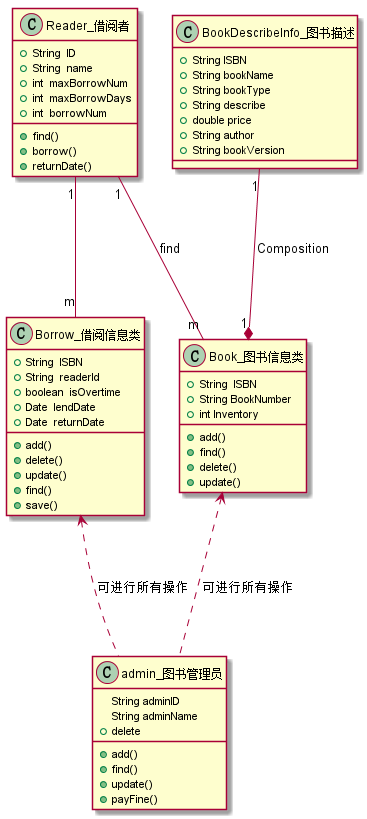 C Reader_借阅者
String ID
String name
int maxBorrowNum
int maxBorrowDays
int borrowNum
find()
borrow()
returnDate()
C BookDescribeInfo_图书描述
String ISBN
String bookName
String bookType
String describe
double price
String author
String bookVersion
1
1
1
find
Composition
m
m
1
C Borrow_借阅信息类
String ISBN
String readerId
boolean isOvertime
Date lendDate
Date returnDate
add()
delete()
update()
find()
save()
C Book_图书信息类
String ISBN
String BookNumber
int Inventory
add()
find()
delete()
update()
可进行所有操作
可进行所有操作
C admin_图书管理员
String adminID
String adminName
delete
add()
find()
update()
payFine()